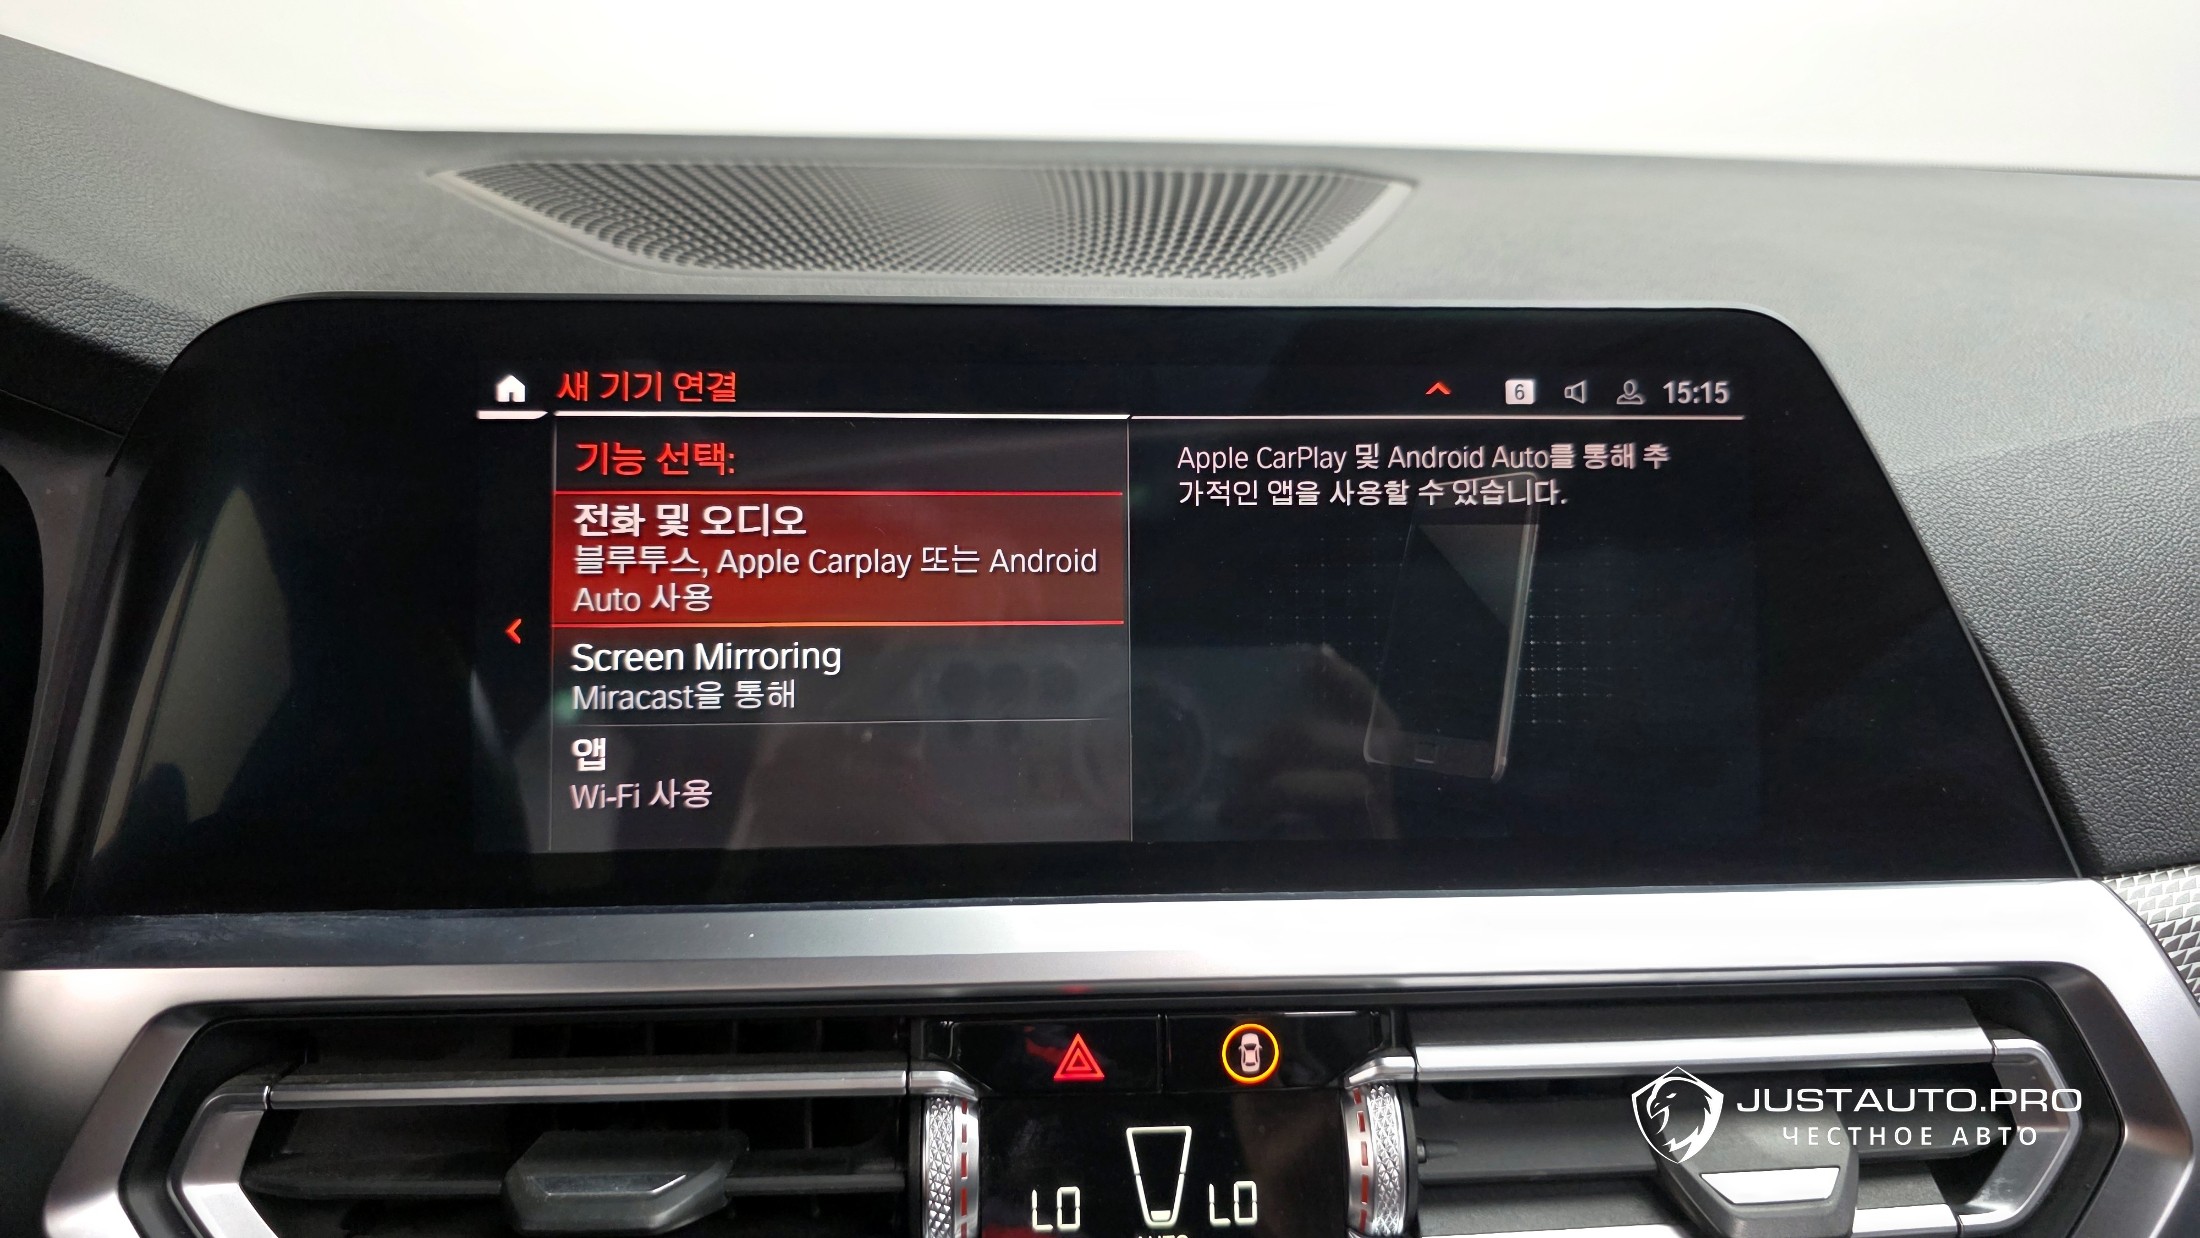 새 기기 연결
6
15:15
기능 선택:
전화 및 오디오
블루투스, Apple Carplay 또는 Android
Auto 사용
Screen Mirroring
Miracast을 통해
앱
Wi-Fi 사용
Apple CarPlay 및 Android Auto를 통해 추
가적인 앱을 사용할 수 있습니다.
LO
LO
AUTO
JUSTAUTO.PRO
ЧЕСТНОЕ АВТО